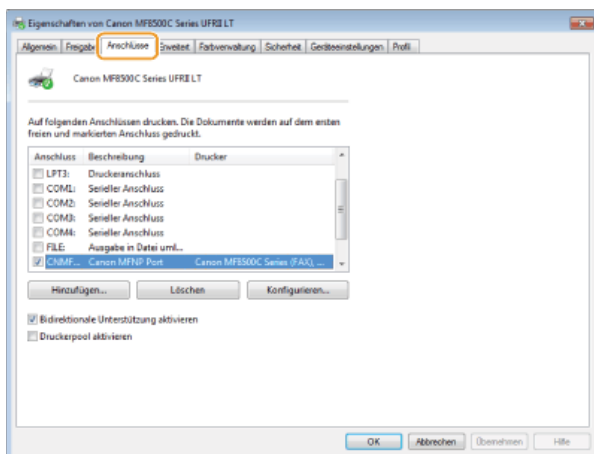 Eigenschaften von Canon MF8500C Series UFRII LT
Allgemein Freigabe Anschlüsse Erweitert Farbverwaltung Sicherheit Geräteeinstellungen Profil
Canon MF8500C Series UFRII LT
Auf folgenden Anschlüssen drucken. Die Dokumente werden auf dem ersten
freien und markierten Anschluss gedruckt.
Anschluss Beschreibung Drucker
LPT3: Druckeranschluss
COM1: Serieller Anschluss
COM2: Serieller Anschluss
COM3: Serieller Anschluss
COM4: Serieller Anschluss
FILE: Ausgabe in Datei uml...
CNMF... Canon MFNP Port Canon MF8500C Series (FAX), ...
Hinzufügen... Löschen Konfigurieren...
Bidirektionale Unterstützung aktivieren
Druckerpool aktivieren
OK Abbrechen Übernehmen Hilfe